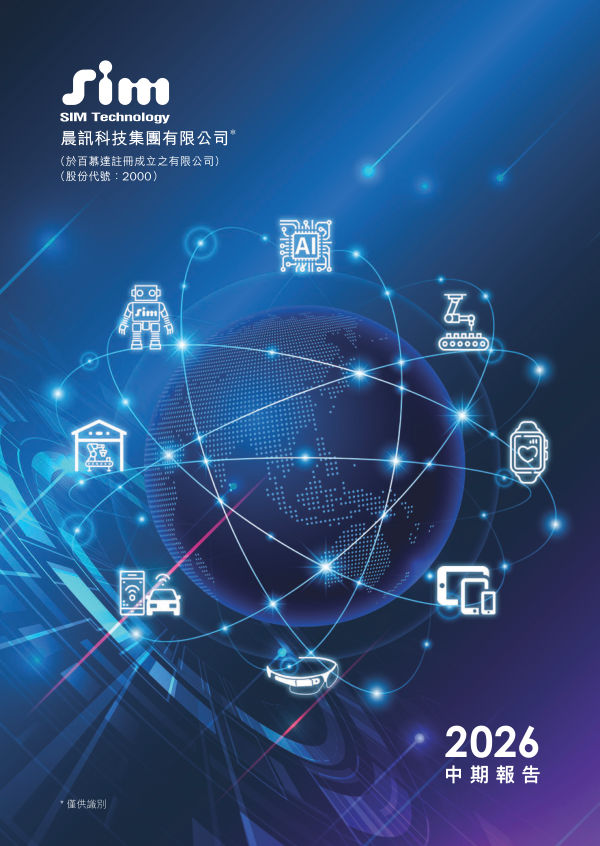 sim
SIM Technology
晨訊科技集團有限公司*
（於百慕達註冊成立之有限公司）
（股份代號：2000）
AI
sim
2026
中期報告
* 僅供識別